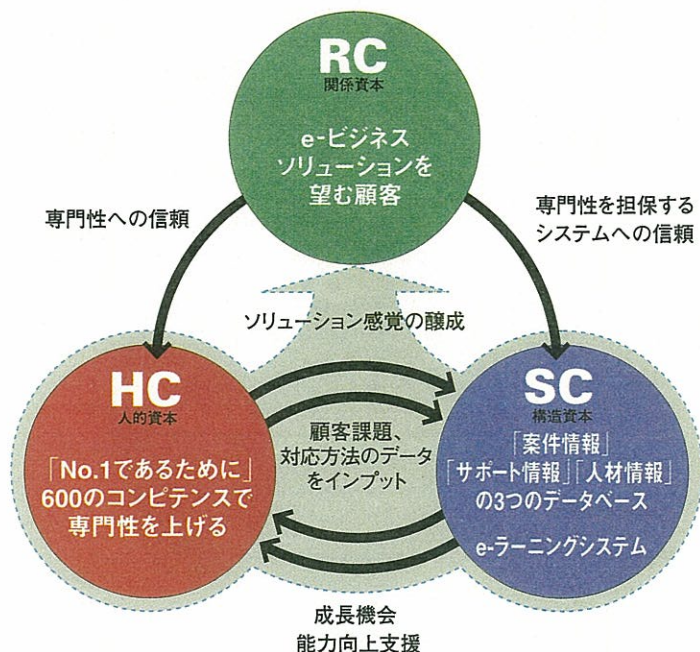 RC
関係資本
e-ビジネス
ソリューションを
望む顧客
専門性への信頼
専門性を担保する
システムへの信頼
ソリューション感覚の醸成
HC
人的資本
「No.1であるために」
600のコンピテンスで
専門性を上げる
顧客課題、
対応方法のデータ
をインプット
SC
構造資本
「案件情報」
「サポート情報」「人材情報」
の3つのデータベース
e-ラーニングシステム
成長機会
能力向上支援